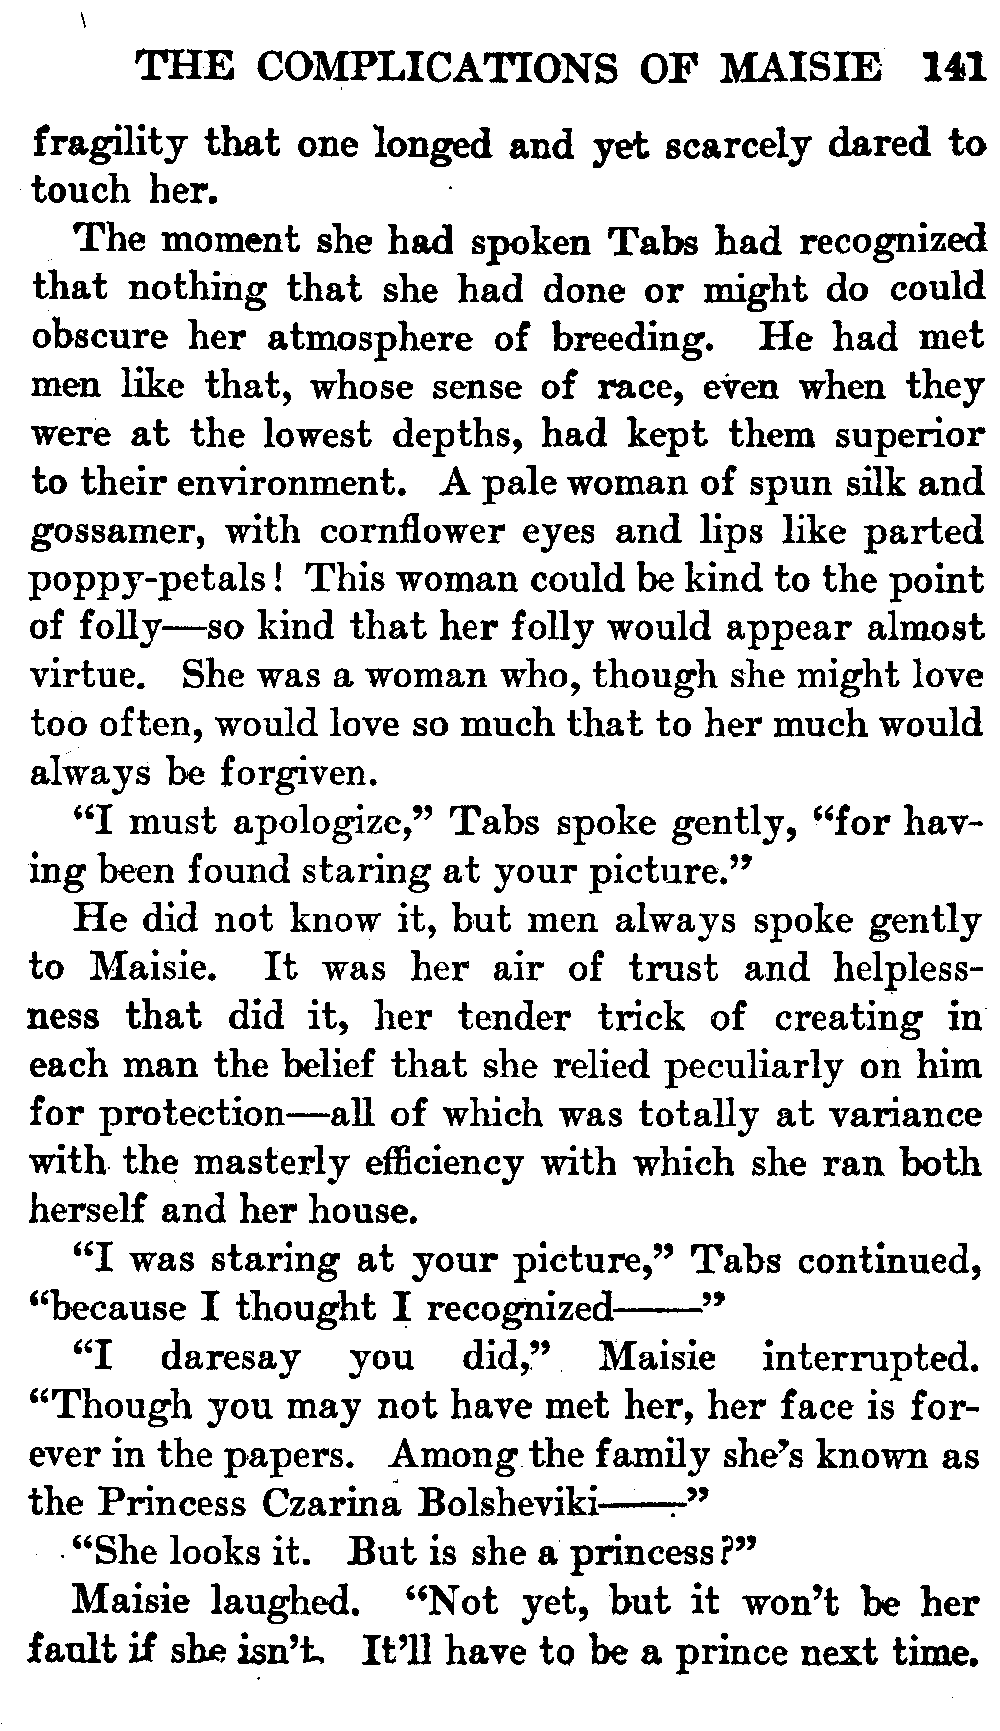 THE COMPLICATIONS OF MAISIE 141
fragility that one longed and yet scarcely dared to
touch her.
The moment she had spoken Tabs had recognized
that nothing that she had done or might do could
obscure her atmosphere of breeding. He had met
men like that, whose sense of race, even when they
were at the lowest depths, had kept them superior
to their environment. A pale woman of spun silk and
gossamer, with cornflower eyes and lips like parted
poppy-petals! This woman could be kind to the point
of folly—so kind that her folly would appear almost
virtue. She was a woman who, though she might love
too often, would love so much that to her much would
always be forgiven.
“I must apologize,” Tabs spoke gently, “for hav-
ing been found staring at your picture.”
He did not know it, but men always spoke gently
to Maisie. It was her air of trust and helpless-
ness that did it, her tender trick of creating in
each man the belief that she relied peculiarly on him
for protection—all of which was totally at variance
with the masterly efficiency with which she ran both
herself and her house.
“I was staring at your picture,” Tabs continued,
“because I thought I recognized——”
“I daresay you did,” Maisie interrupted.
“Though you may not have met her, her face is for-
ever in the papers. Among the family she’s known as
the Princess Czarina Bolsheviki——”
“She looks it. But is she a princess?”
Maisie laughed. “Not yet, but it won’t be her
fault if she isn’t. It’ll have to be a prince next time.